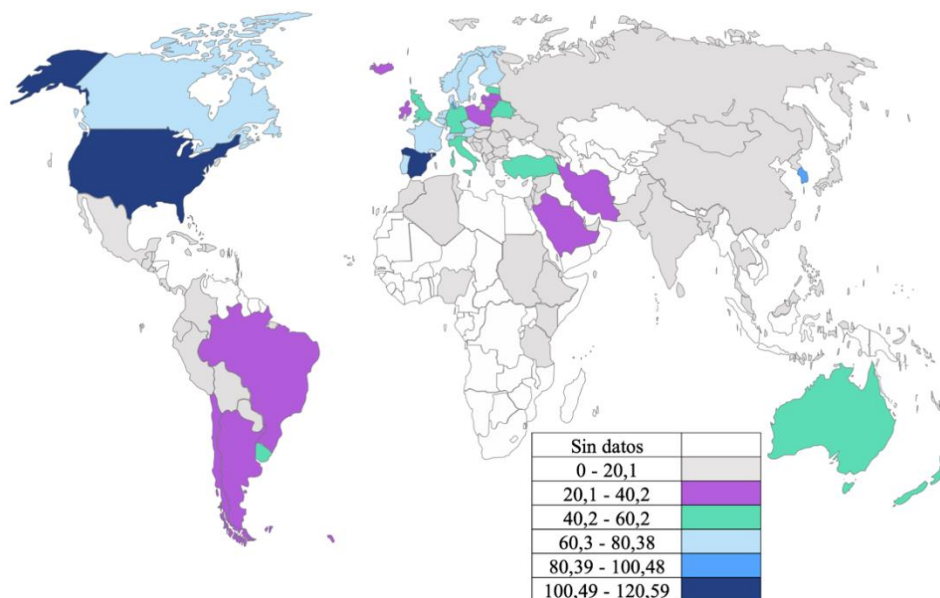 Sin datos
0 - 20,1
20,1 - 40,2
40,2 - 60,2
60,3 - 80,38
80,39 - 100,48
100,49 - 120,59